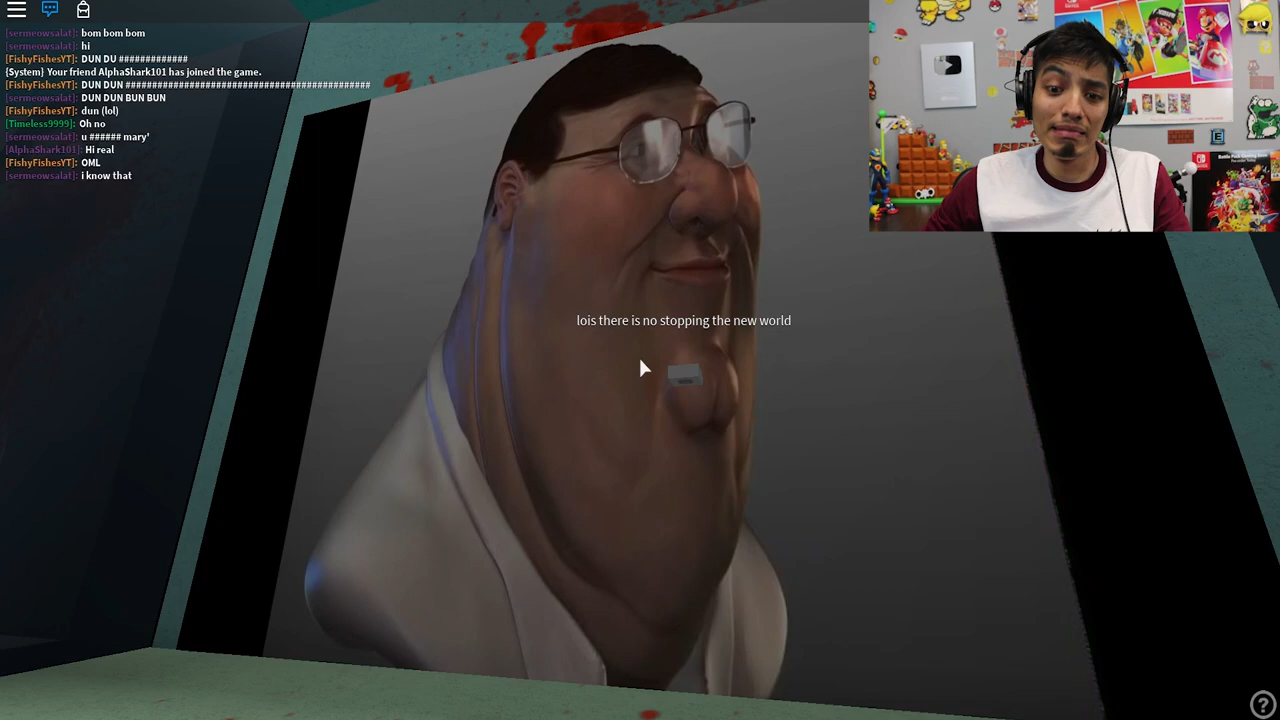 [sermeowsalat]: bom bom bom
[sermeowsalat]: hi
[FishyFishesYT]: DUN DU #############
{System} Your friend AlphaShark101 has joined the game.
[FishyFishesYT]: DUN DUN #############################################
[sermeowsalat]: DUN DUN BUN BUN
[FishyFishesYT]: dun (lol)
[Timeless9999]: Oh no
[sermeowsalat]: u ###### mary'
[AlphaShark101]: Hi real
[FishyFishesYT]: OML
[sermeowsalat]: i know that
lois there is no stopping the new world